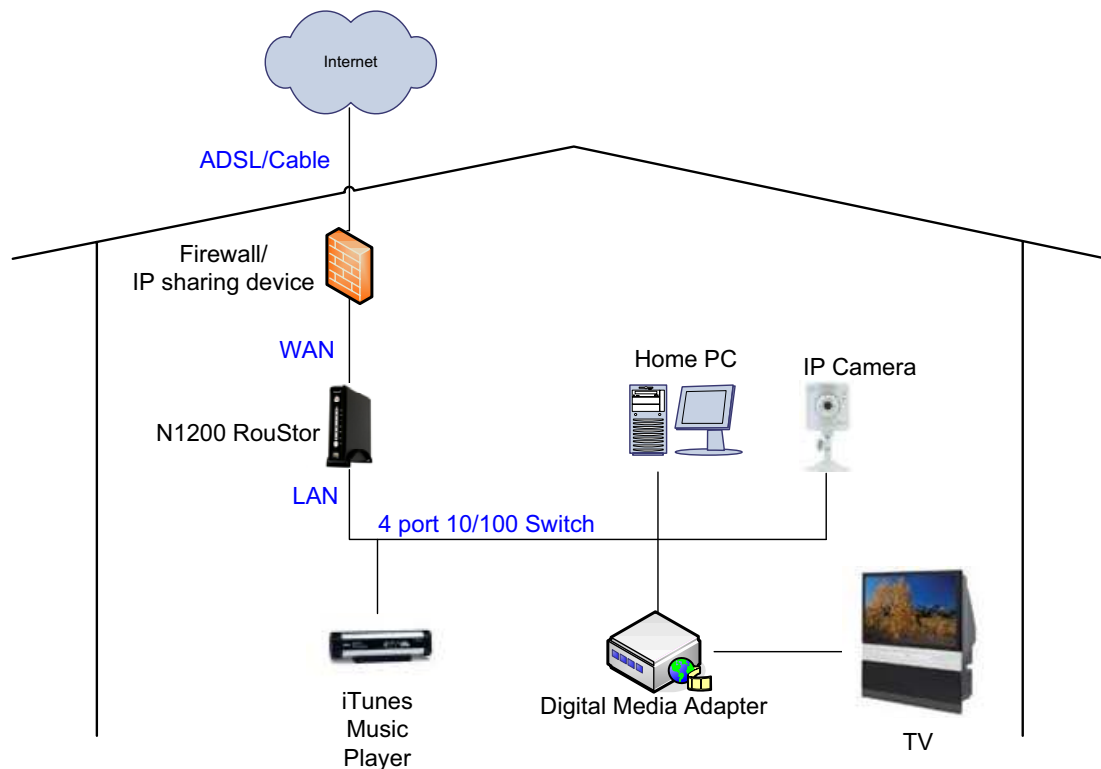 Internet
ADSL/Cable
Firewall/
IP sharing device
WAN
Home PC
IP Camera
N1200 RouStor
LAN
4 port 10/100 Switch
iTunes
Music
Player
Digital Media Adapter
TV